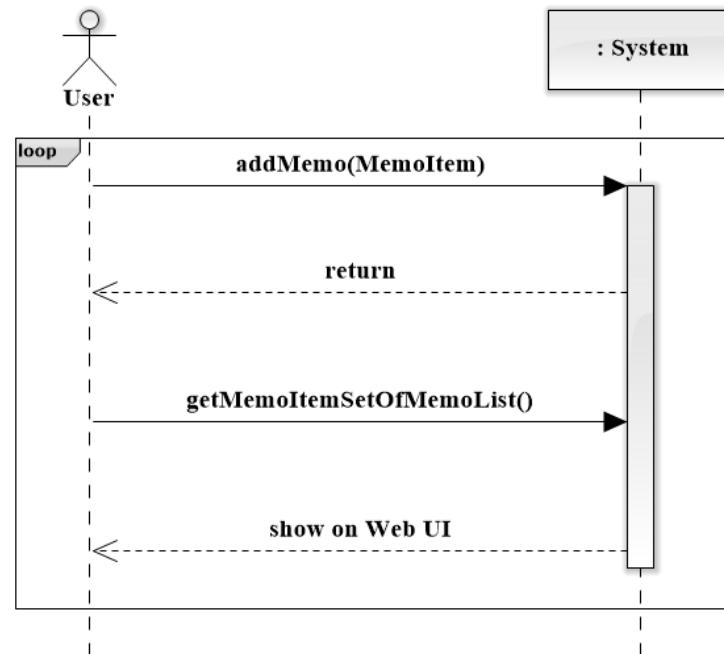 User
: System
loop
addMemo(MemoItem)
return
getMemoItemSetOfMemoList()
show on Web UI